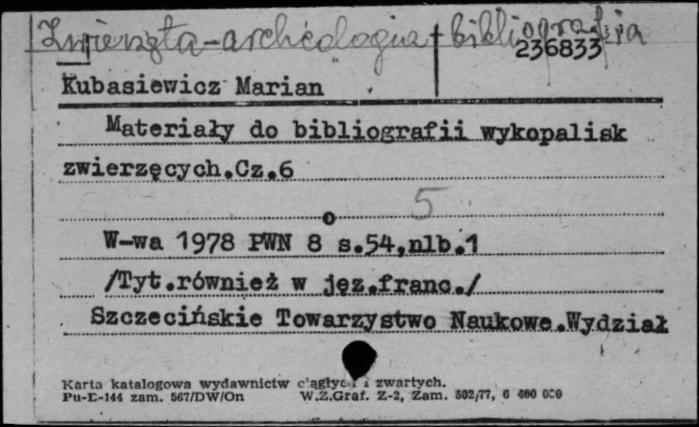 Zwierzęta-archeologia + bibliografia
236833
Kubasiewicz Marian
Materiały do bibliografii wykopalisk
zwierzęcych.Cz.6
5
W-wa 1978 PWN 8 s.54,nlb.1
/Tyt.również w jęz.franc./
Szczecińskie Towarzystwo Naukowe.Wydział
Karta katalogowa wydawnictw ciągłych i zwartych.
Pu-E-144 zam. 567/DW/On W.Z.Graf. Z-2, Zam. 502/77, 6 400 000